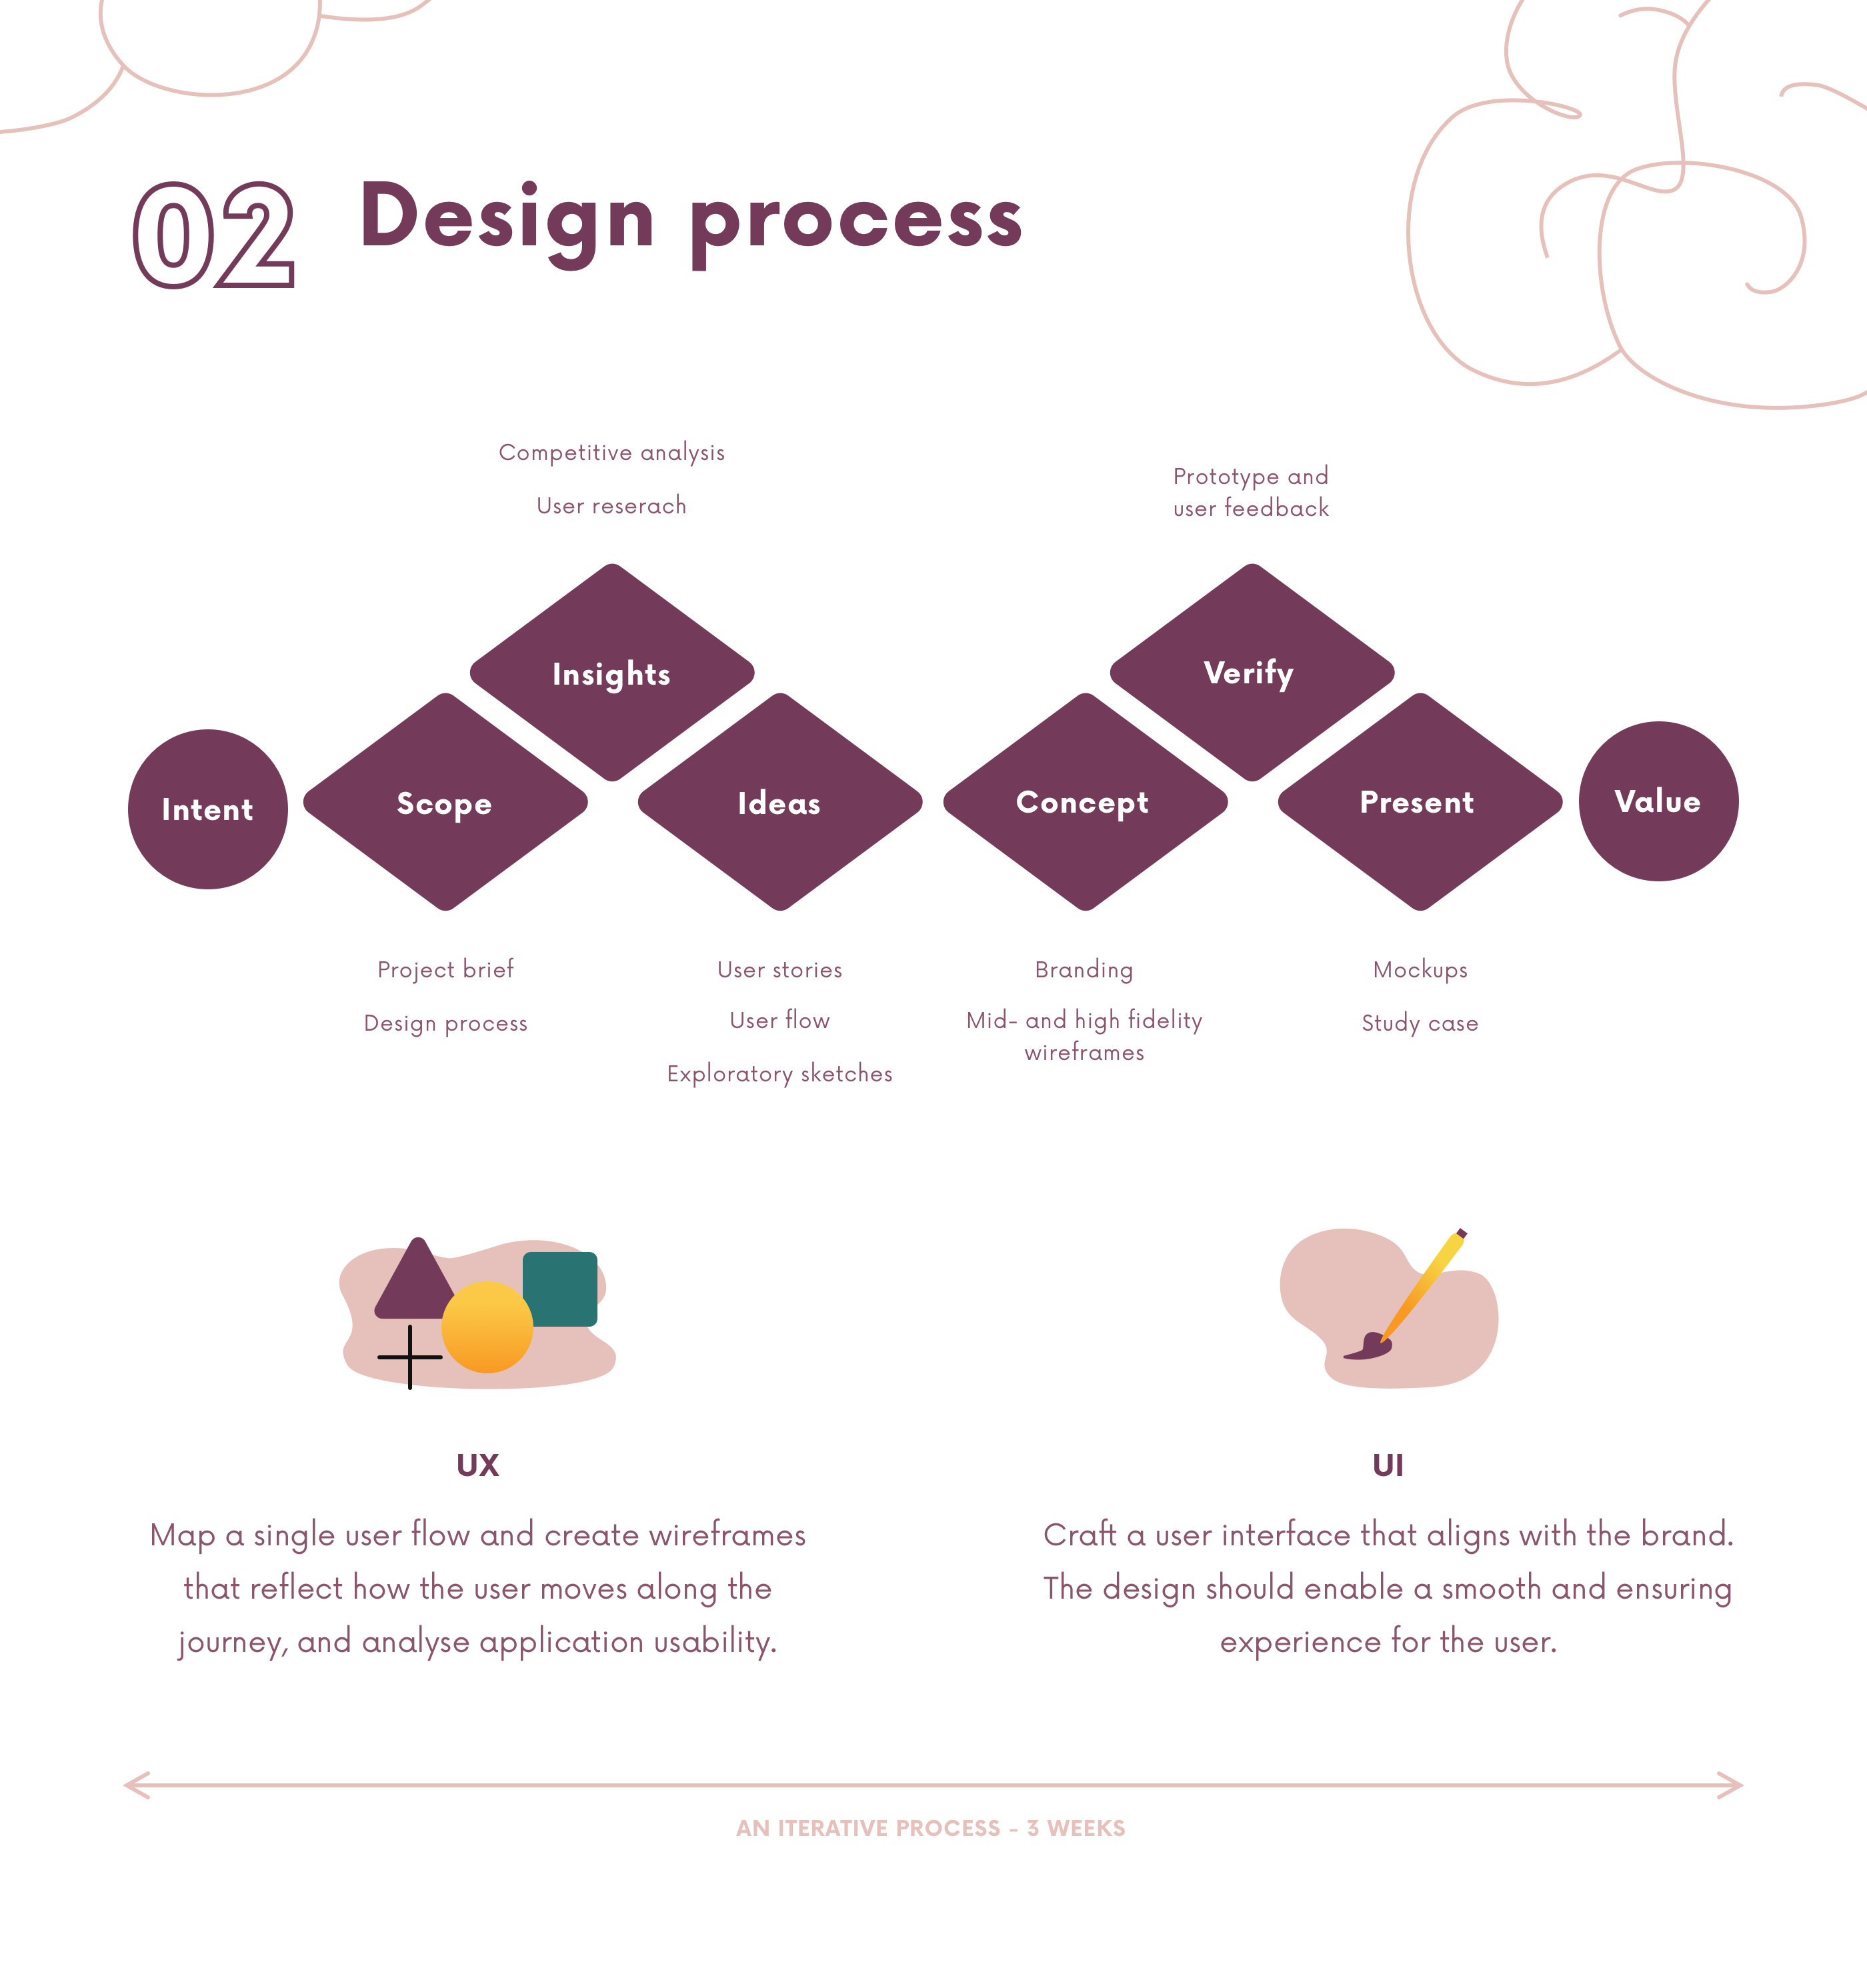 02 Design process
Competitive analysis
User reserach
Prototype and
user feedback
Insights
Verify
Intent
Scope
Ideas
Concept
Present
Value
Project brief
Design process
User stories
User flow
Exploratory sketches
Branding
Mid- and high fidelity
wireframes
Mockups
Study case
UX
Map a single user flow and create wireframes
that reflect how the user moves along the
journey, and analyse application usability.
UI
Craft a user interface that aligns with the brand.
The design should enable a smooth and ensuring
experience for the user.
AN ITERATIVE PROCESS - 3 WEEKS